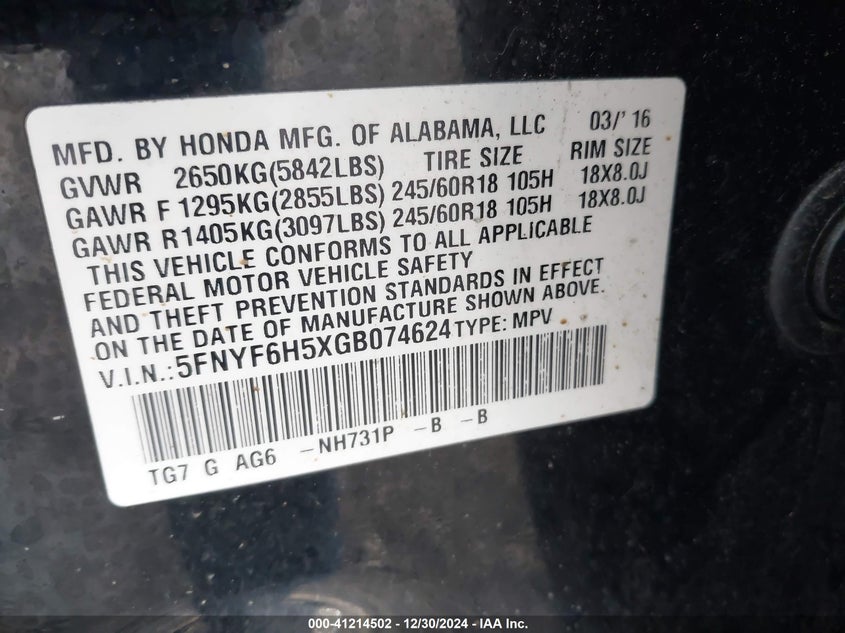 MFD. BY HONDA MFG. OF ALABAMA, LLC 03/'16
GVWR 2650KG(5842LBS) TIRE SIZE RIM SIZE
GAWR F 1295KG(2855LBS) 245/60R18 105H 18X8.0J
GAWR R 1405KG(3097LBS) 245/60R18 105H 18X8.0J
THIS VEHICLE CONFORMS TO ALL APPLICABLE
FEDERAL MOTOR VEHICLE SAFETY
AND THEFT PREVENTION STANDARDS IN EFFECT
ON THE DATE OF MANUFACTURE SHOWN ABOVE.
V.I.N.: 5FNYF6H5XGB074624 TYPE: MPV
TG7 G AG6 -NH731P -B -B
000-41214502 - 12/30/2024 - IAA Inc.